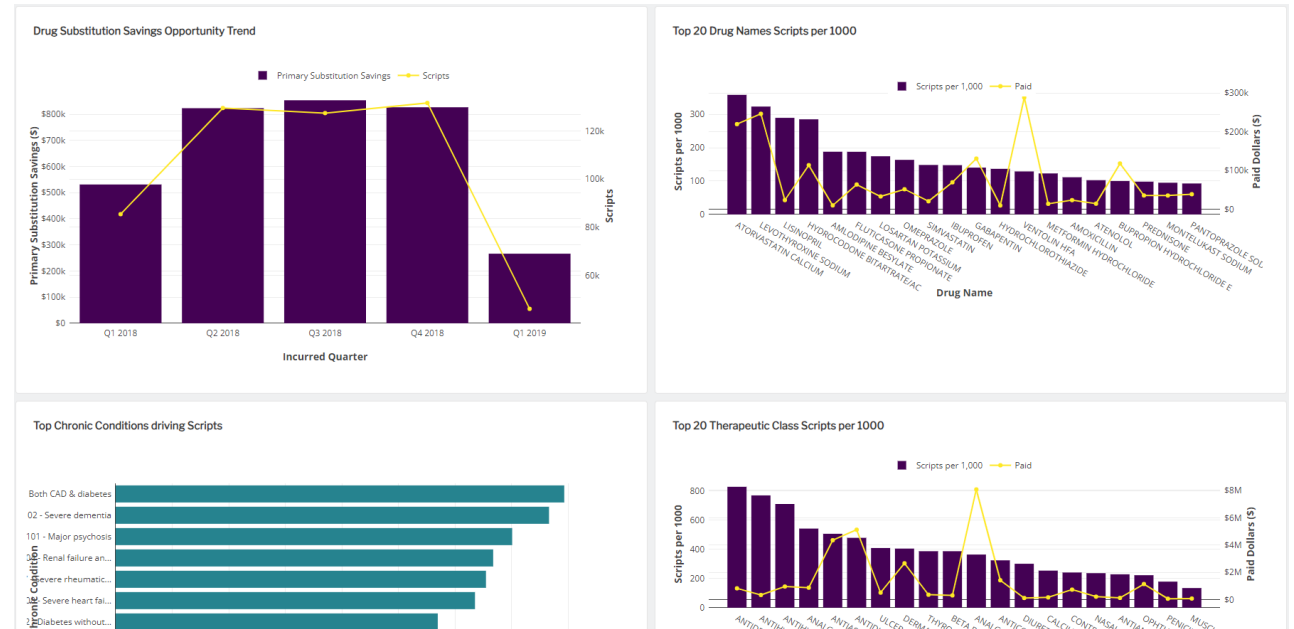 Drug Substitution Savings Opportunity Trend
Primary Substitution Savings
Scripts
$800k
$700k
$600k
$500k
$400k
$300k
$200k
$100k
$0
Primary Substitution Savings ($)
120k
100k
80k
60k
Scripts
Q1 2018
Q2 2018
Q3 2018
Q4 2018
Q1 2019
Incurred Quarter
Top 20 Drug Names Scripts per 1000
Scripts per 1,000
Paid
300
200
100
0
Scripts per 1000
$300k
$200k
$100k
$0
Paid Dollars ($)
ATORVASTATIN CALCIUM
LEVOTHYROXINE SODIUM
LISINOPRIL
HYDROCODONE BITARTRATE/AC
AMLODIPINE BESYLATE
FLUTICASONE PROPIONATE
LOSARTAN POTASSIUM
OMEPRAZOLE
SIMVASTATIN
IBUPROFEN
GABAPENTIN
HYDROCHLOROTHIAZIDE
VENTOLIN HFA
METFORMIN HYDROCHLORIDE
AMOXICILLIN
ATENOLOL
BUPROPION HYDROCHLORIDE E
PREDNISONE
MONTELUKAST SODIUM
PANTOPRAZOLE SOL
Drug Name
Top Chronic Conditions driving Scripts
Both CAD & diabetes
02 - Severe dementia
101 - Major psychosis
Renal failure an...
Severe rheumatic...
Severe heart fai...
Diabetes without...
Top 20 Therapeutic Class Scripts per 1000
Scripts per 1,000
Paid
800
600
400
200
0
Scripts per 1000
$8M
$6M
$4M
$2M
$0
Paid Dollars ($)